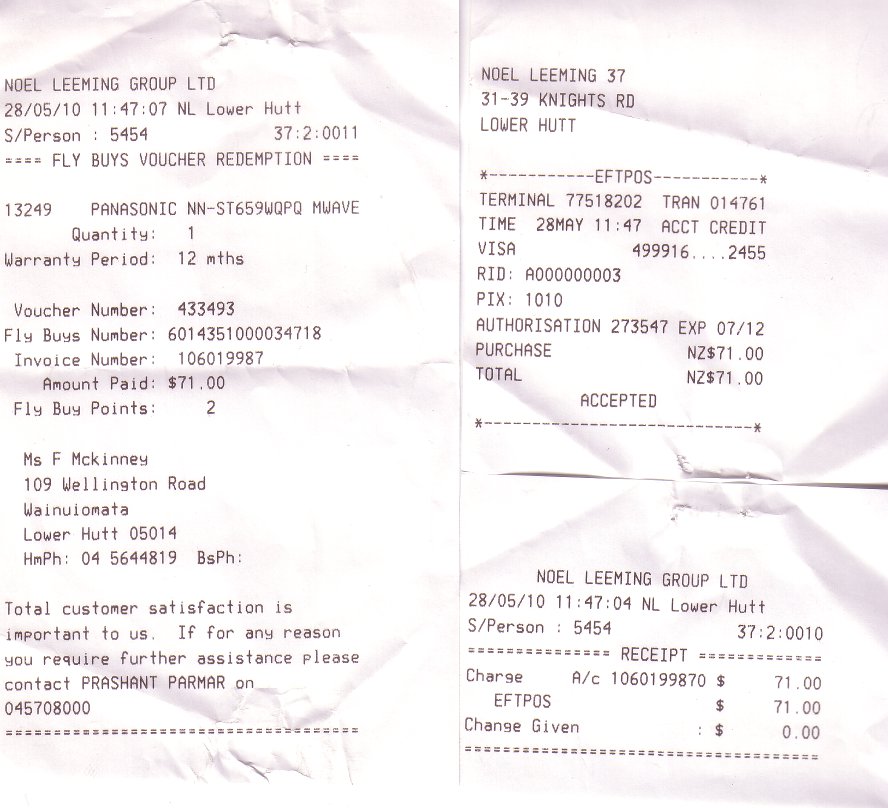 NOEL LEEMING GROUP LTD
28/05/10 11:47:07 NL Lower Hutt
S/Person : 5454 37:2:0011
==== FLY BUYS VOUCHER REDEMPTION ====
13249 PANASONIC NN-ST659WQPQ MWAVE
Quantity: 1
Warranty Period: 12 mths
Voucher Number: 433493
Fly Buys Number: 6014351000034718
Invoice Number: 106019987
Amount Paid: $71.00
Fly Buy Points: 2
Ms F Mckinney
109 Wellington Road
Wainuiomata
Lower Hutt 05014
HmPh: 04 5644819 BsPh:
Total customer satisfaction is
important to us. If for any reason
you require further assistance please
contact PRASHANT PARMAR on
045708000
=====================================
NOEL LEEMING 37
31-39 KNIGHTS RD
LOWER HUTT
*-----------EFTPOS-----------*
TERMINAL 77518202 TRAN 014761
TIME 28MAY 11:47 ACCT CREDIT
VISA 499916....2455
RID: A000000003
PIX: 1010
AUTHORISATION 273547 EXP 07/12
PURCHASE NZ$71.00
TOTAL NZ$71.00
ACCEPTED
*----------------------------*
NOEL LEEMING GROUP LTD
28/05/10 11:47:04 NL Lower Hutt
S/Person : 5454 37:2:0010
=============== RECEIPT =============
Charge A/c 1060199870 $ 71.00
EFTPOS $ 71.00
Change Given : $ 0.00
=====================================